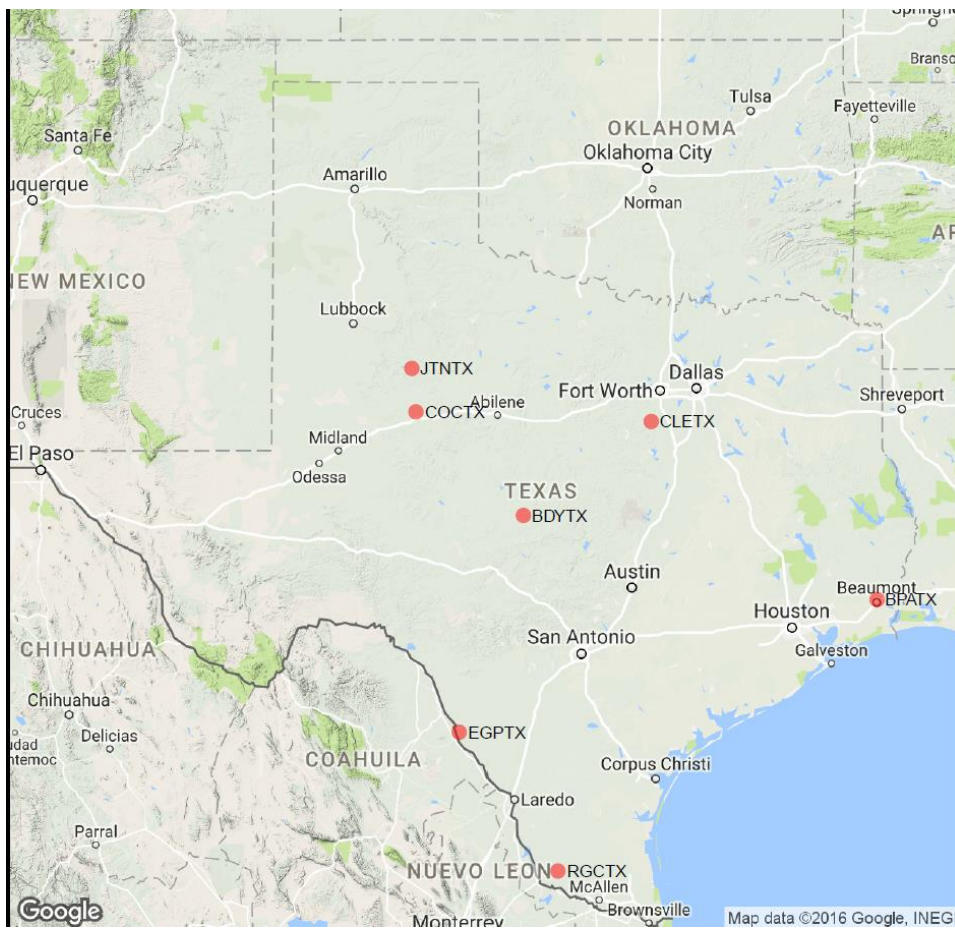 Springfi
Branso
Tulsa
Fayetteville
OKLAHOMA
Santa Fe
Oklahoma City
Amarillo
uquerque
Norman
AR
NEW MEXICO
Lubbock
JTNTX
Dallas
Fort Worth
Abilene
Shreveport
COCTX
CLETX
Cruces
Midland
El Paso
Odessa
TEXAS
BDYTX
Austin
Beaumont
BPATX
Houston
San Antonio
CHIHUAHUA
Galveston
Chihuahua
EGPTX
Delicias
udad
ntemoc
COAHUILA
Corpus Christi
Laredo
Parral
NUEVO LEON
RGCTX
McAllen
Brownsville
Monterrey
Google
Map data ©2016 Google, INEGI